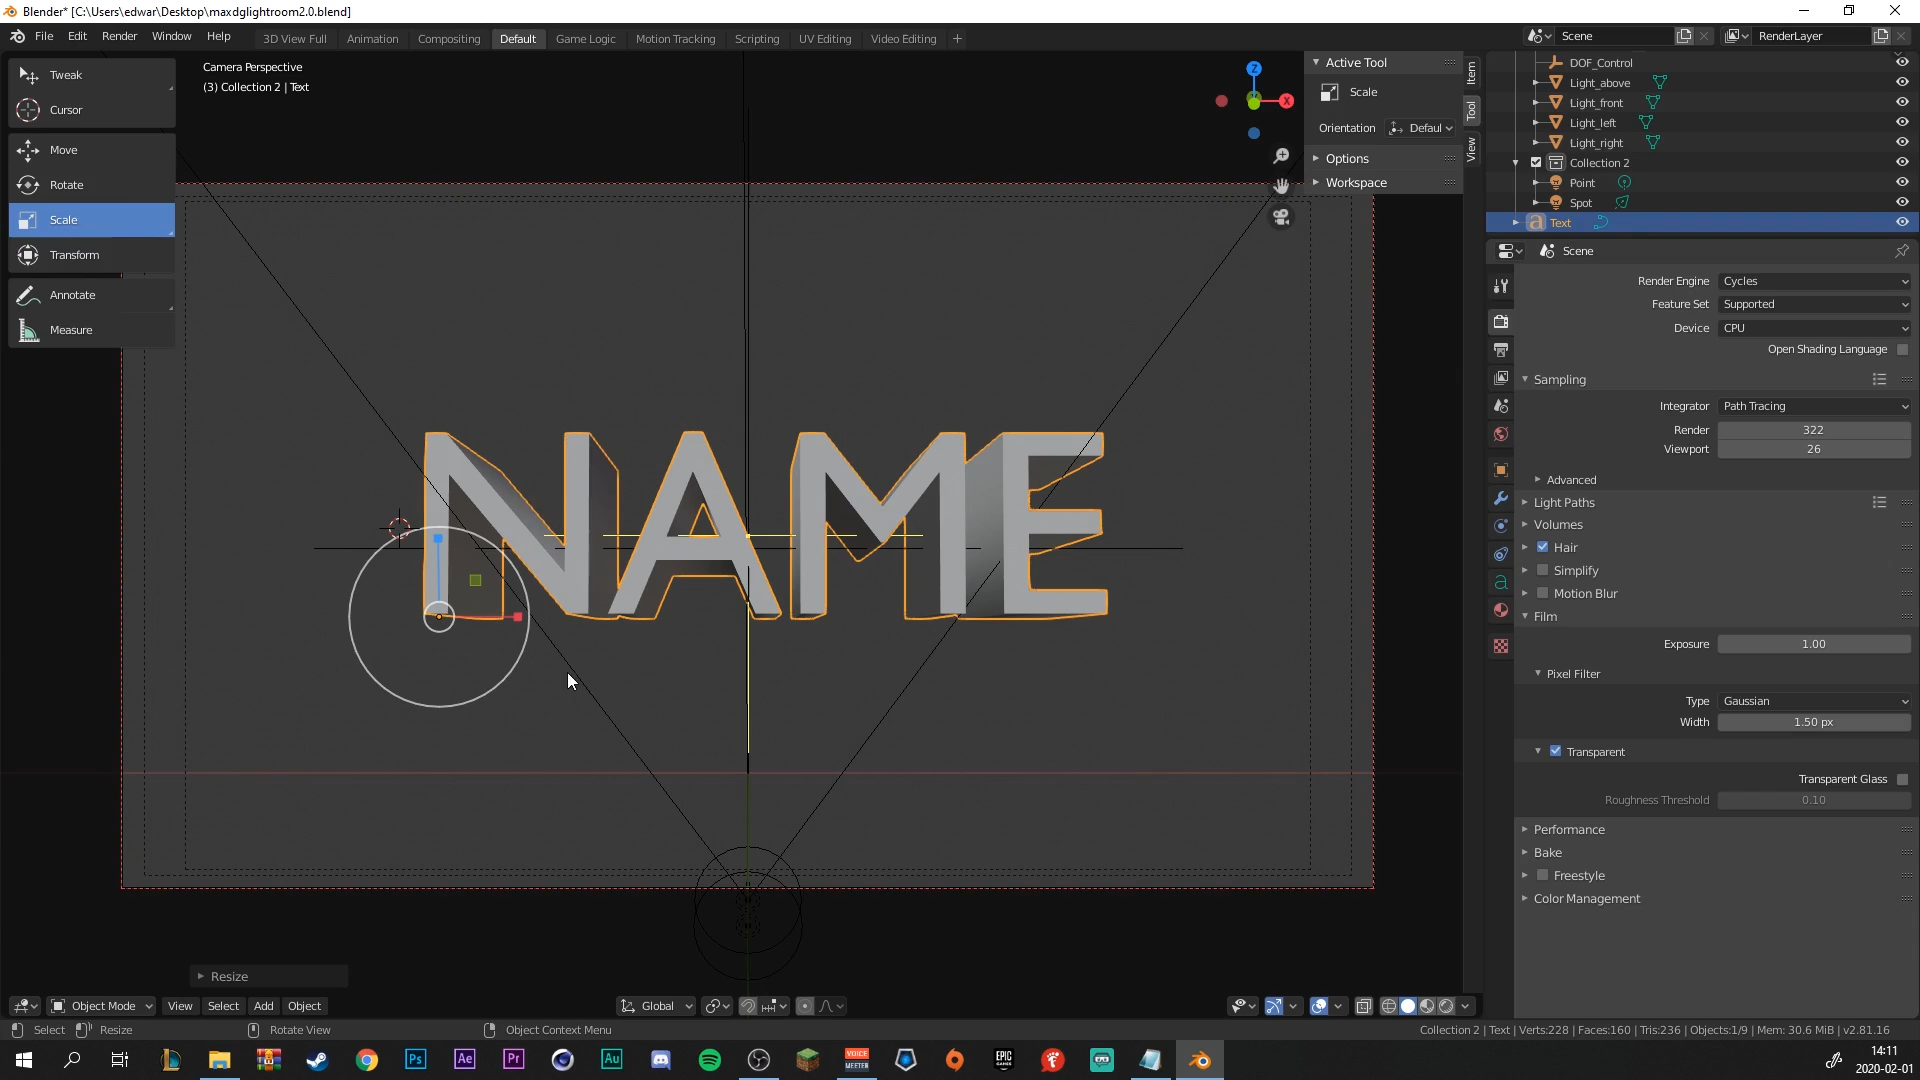 Blender* [C:\Users\edwar\Desktop\maxdglightroom2.0.blend]
File Edit Render Window Help
3D View Full Animation Compositing Default Game Logic Motion Tracking Scripting UV Editing Video Editing
Scene
RenderLayer
Tweak
Cursor
Move
Rotate
Scale
Transform
Annotate
Measure
Camera Perspective
(3) Collection 2 | Text
Z
X
Active Tool
Scale
Orientation Defaul
Options
Workspace
Item
Tool
View
NAME
DOF_Control
Light_above
Light_front
Light_left
Light_right
Collection 2
Point
Spot
a Text
Scene
Render Engine Cycles
Feature Set Supported
Device CPU
Open Shading Language
Sampling
Integrator Path Tracing
Render 322
Viewport 26
Advanced
Light Paths
Volumes
Hair
Simplify
Motion Blur
Film
Exposure 1.00
Pixel Filter
Type Gaussian
Width 1.50 px
Transparent
Transparent Glass
Roughness Threshold 0.10
Performance
Bake
Freestyle
Color Management
Resize
Object Mode View Select Add Object
Global
Select Resize Rotate View Object Context Menu
Collection 2 | Text | Verts:228 | Faces:160 | Tris:236 | Objects:1/9 | Mem: 30.6 MiB | v2.81.16
Ps Ae Pr Au
VOICE
MEETER
EPIC
GAMES
14:11
2020-02-01